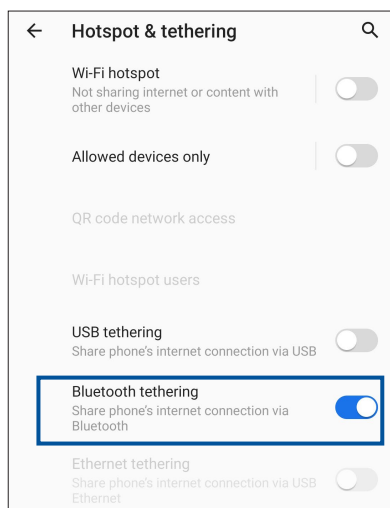 Hotspot & tethering
Wi-Fi hotspot
Not sharing internet or content with
other devices
Allowed devices only
QR code network access
Wi-Fi hotspot users
USB tethering
Share phone's internet connection via USB
Bluetooth tethering
Share phone's internet connection via
Bluetooth
Ethernet tethering
Share phone's internet connection via USB
Ethernet